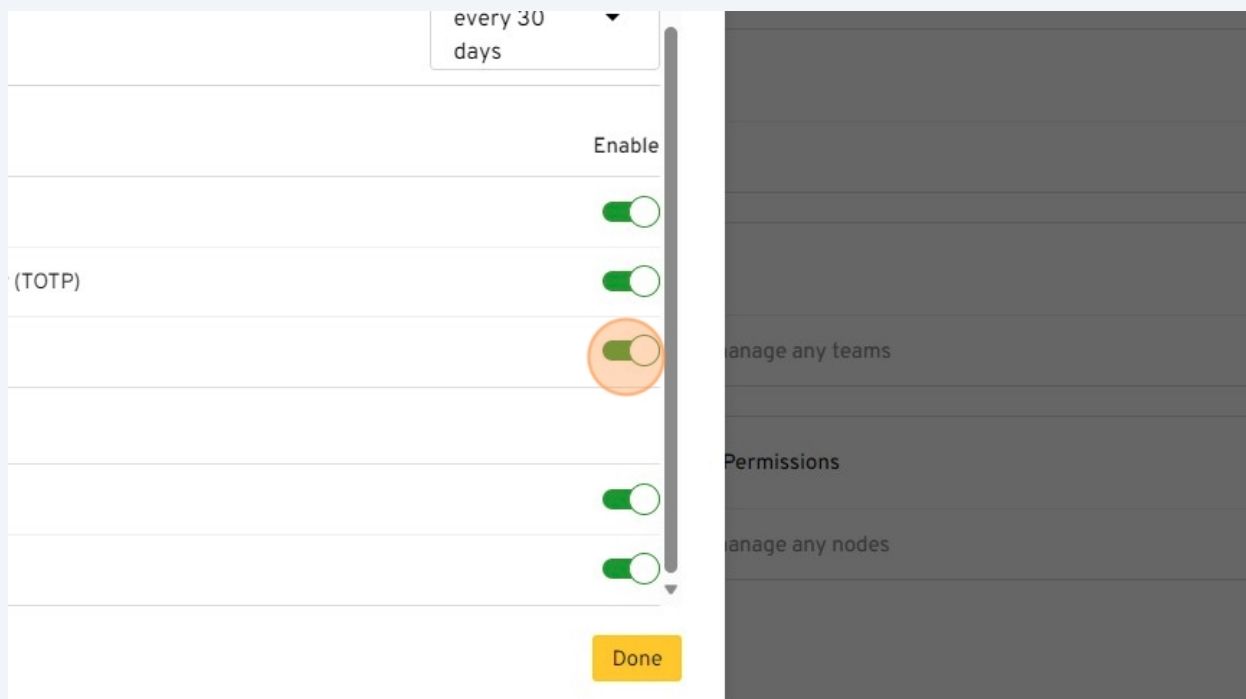 every 30
days
Enable
(TOTP)
anage any teams
Permissions
anage any nodes
Done